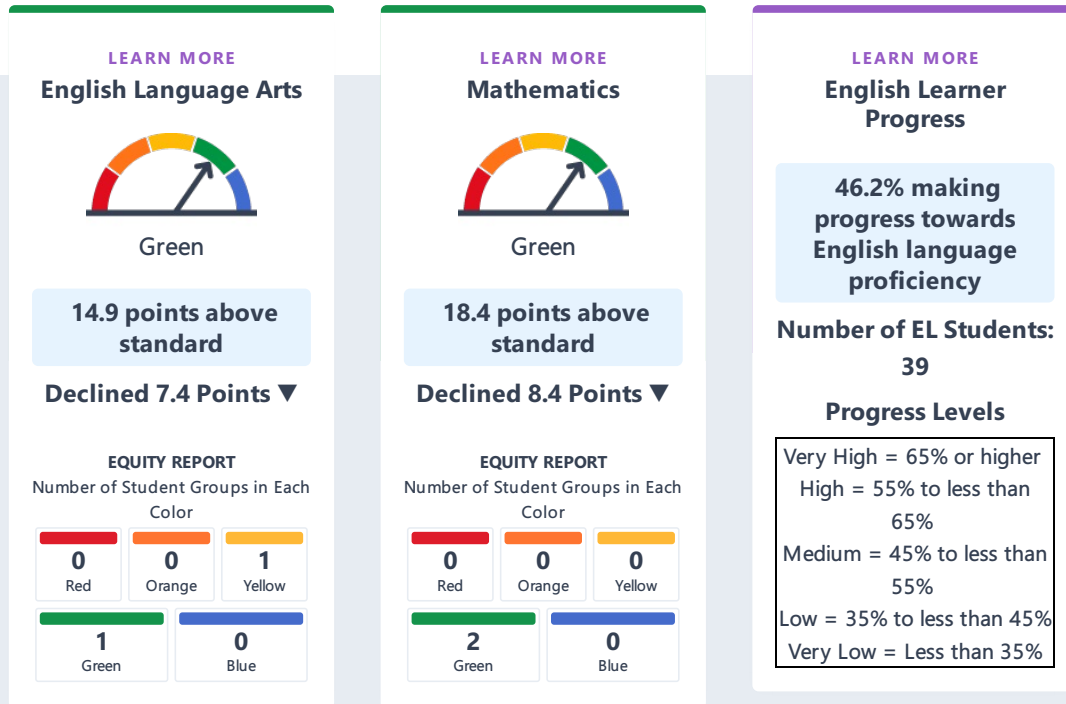 LEARN MORE
English Language Arts
Green
14.9 points above
standard
Declined 7.4 Points ▼
EQUITY REPORT
Number of Student Groups in Each
Color
0
Red
0
Orange
1
Yellow
1
Green
0
Blue
LEARN MORE
Mathematics
Green
18.4 points above
standard
Declined 8.4 Points ▼
EQUITY REPORT
Number of Student Groups in Each
Color
0
Red
0
Orange
0
Yellow
2
Green
0
Blue
LEARN MORE
English Learner
Progress
46.2% making
progress towards
English language
proficiency
Number of EL Students:
39
Progress Levels
Very High = 65% or higher
High = 55% to less than
65%
Medium = 45% to less than
55%
Low = 35% to less than 45%
Very Low = Less than 35%